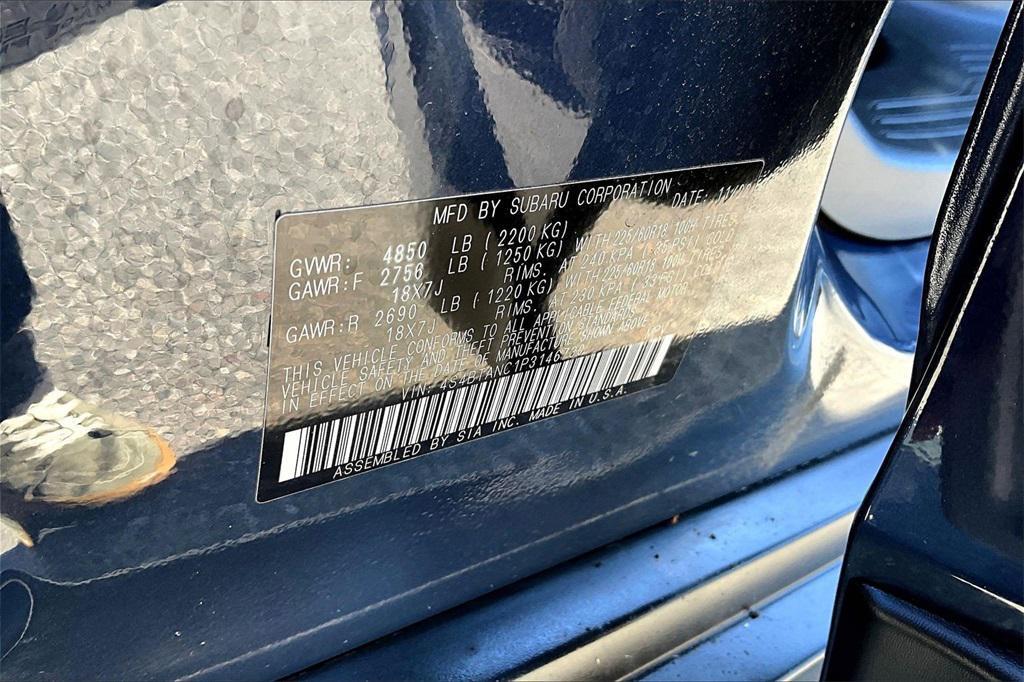 MFD BY SUBARU CORPORATION
DATE: 11/
GVWR: 4850 LB ( 2200 KG)
GAWR:F 2756 LB ( 1250 KG) WITH 225/60R18 100H TIRES
18X7J RIMS. AT 240 KPA ( 35 PSI) COLD
GAWR:R 2690 LB ( 1220 KG) WITH 225/60R18 100H TIRES
18X7J RIMS. AT 230 KPA ( 33 PSI)
THIS VEHICLE CONFORMS TO ALL APPLICABLE FEDERAL MOTOR
VEHICLE SAFETY, AND THEFT PREVENTION STANDARDS
IN EFFECT ON THE DATE OF MANUFACTURE SHOWN ABOVE
VIN:
ASSEMBLED BY SIA INC. MADE IN U.S.A.